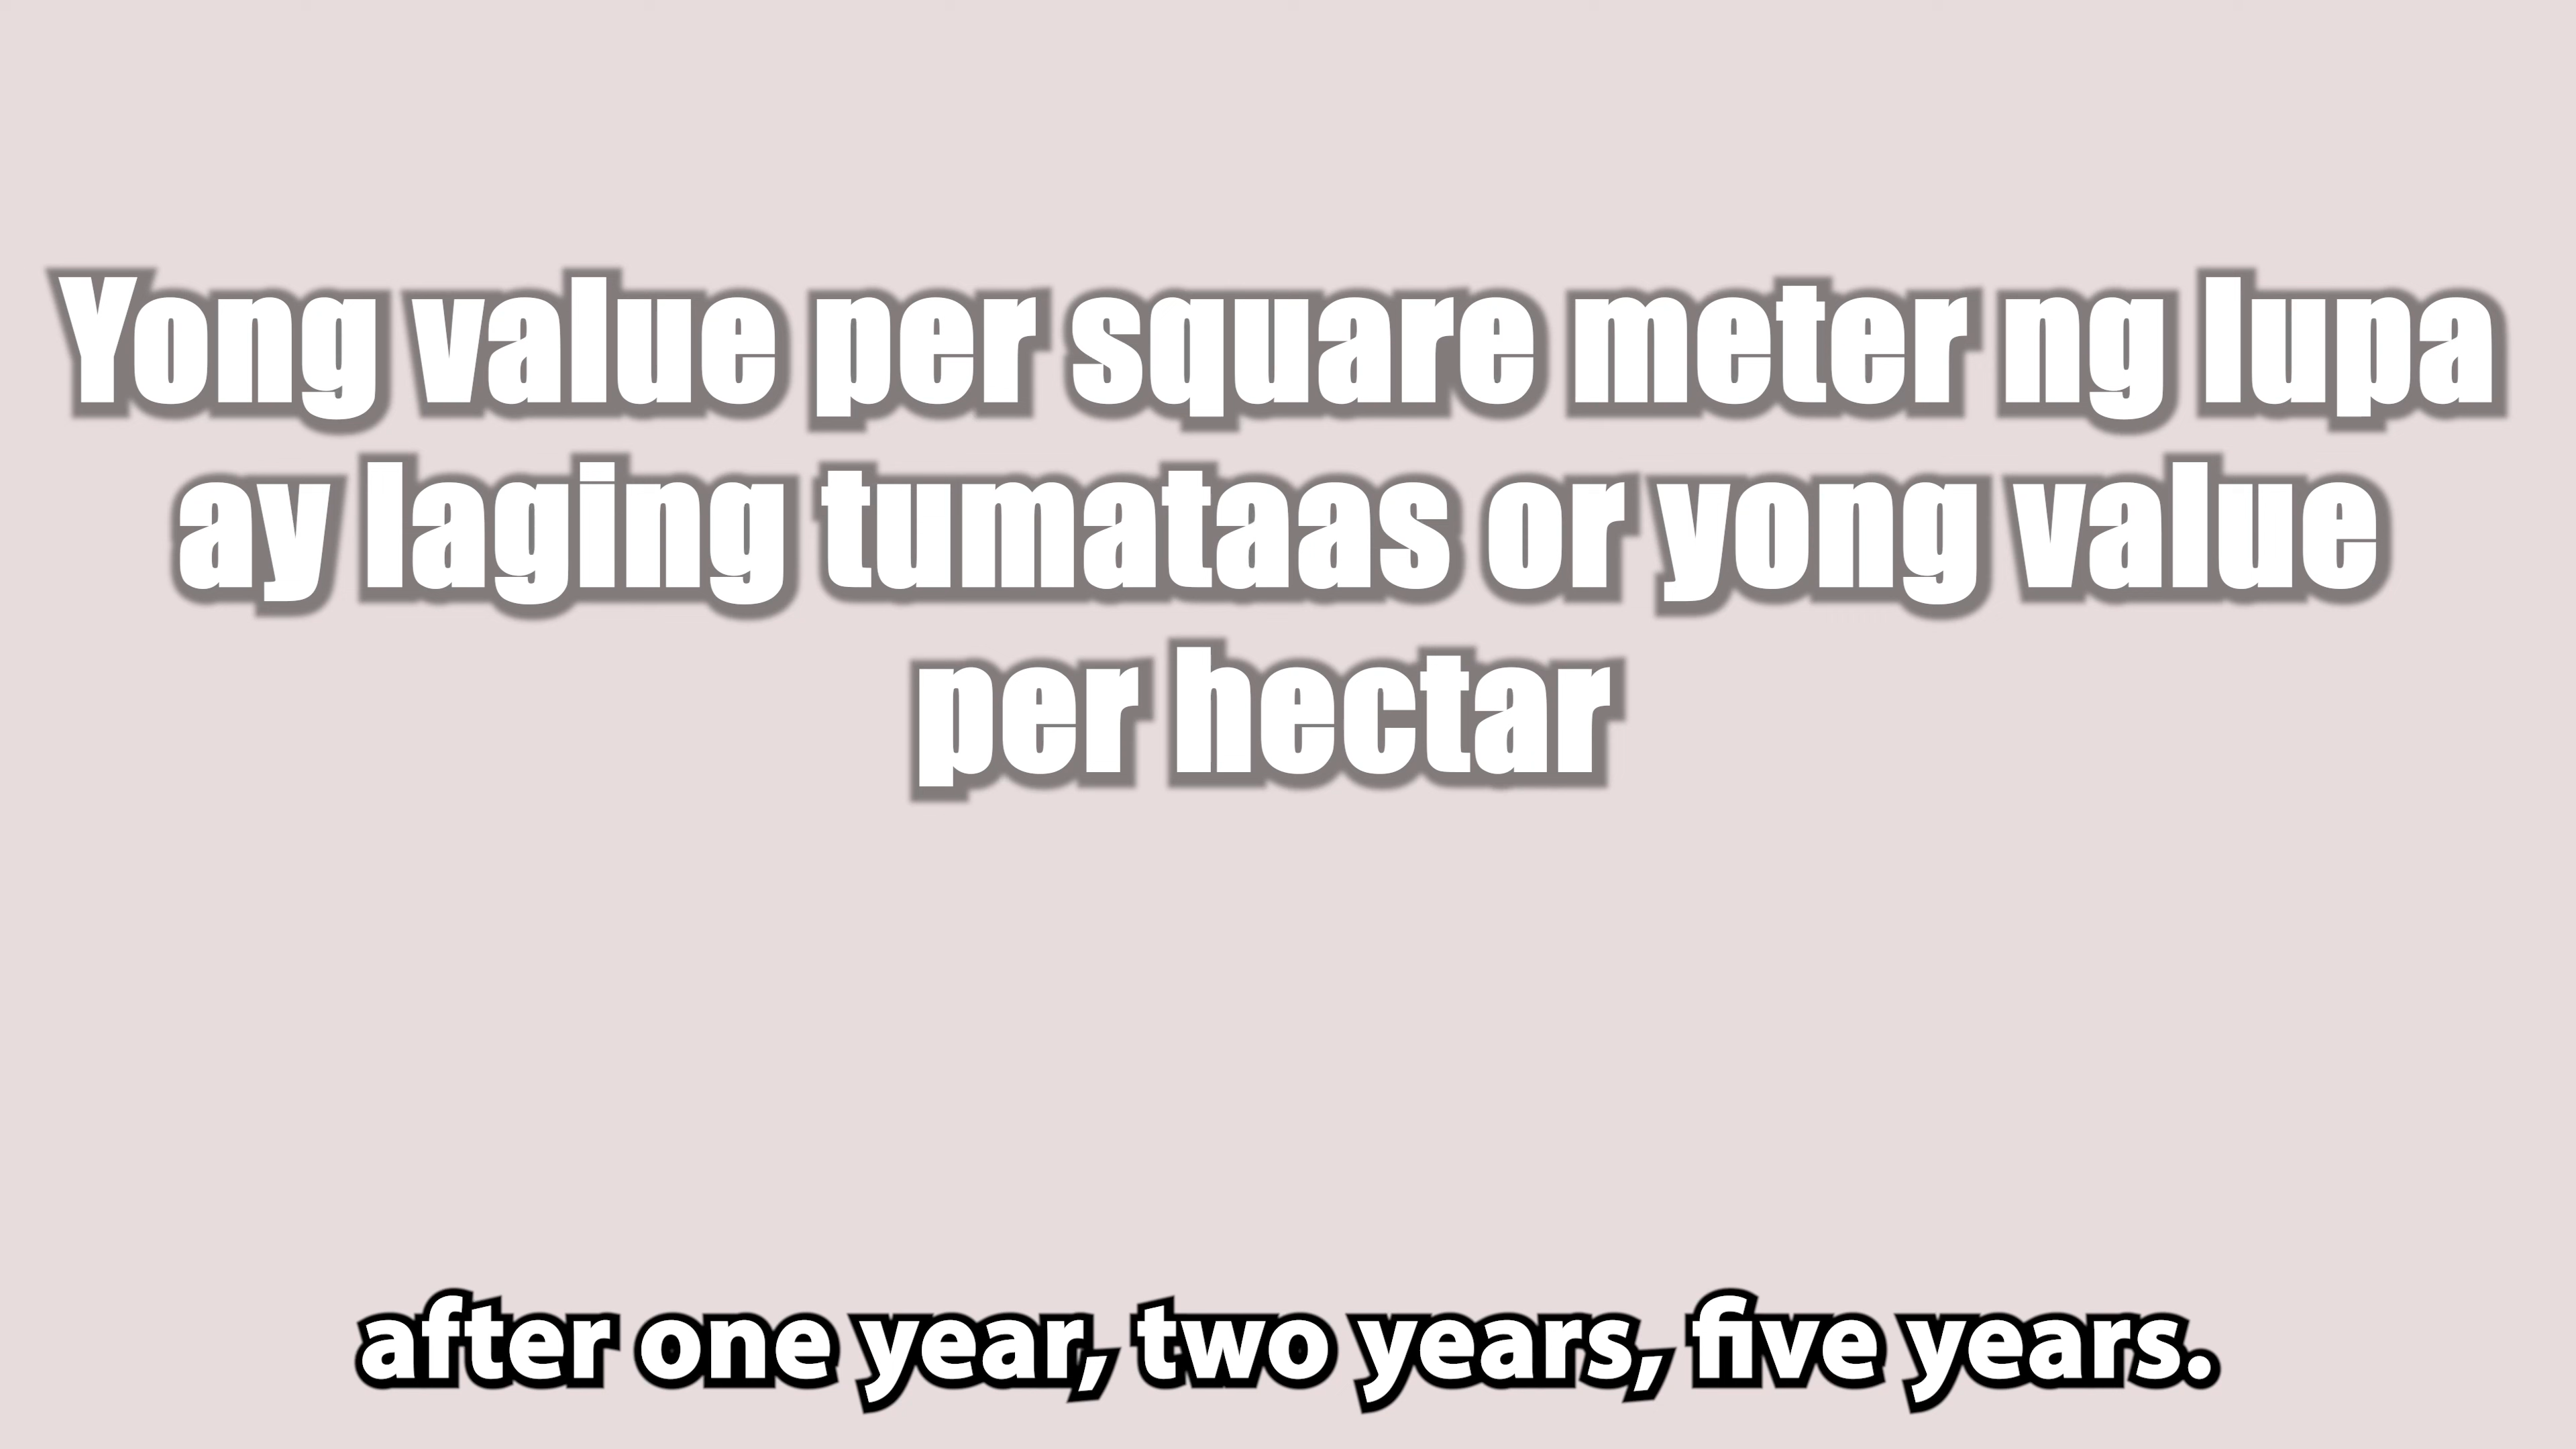 Yong value per square meter ng lupa
ay laging tumataas or yong value
per hectar
after one year, two years, five years.